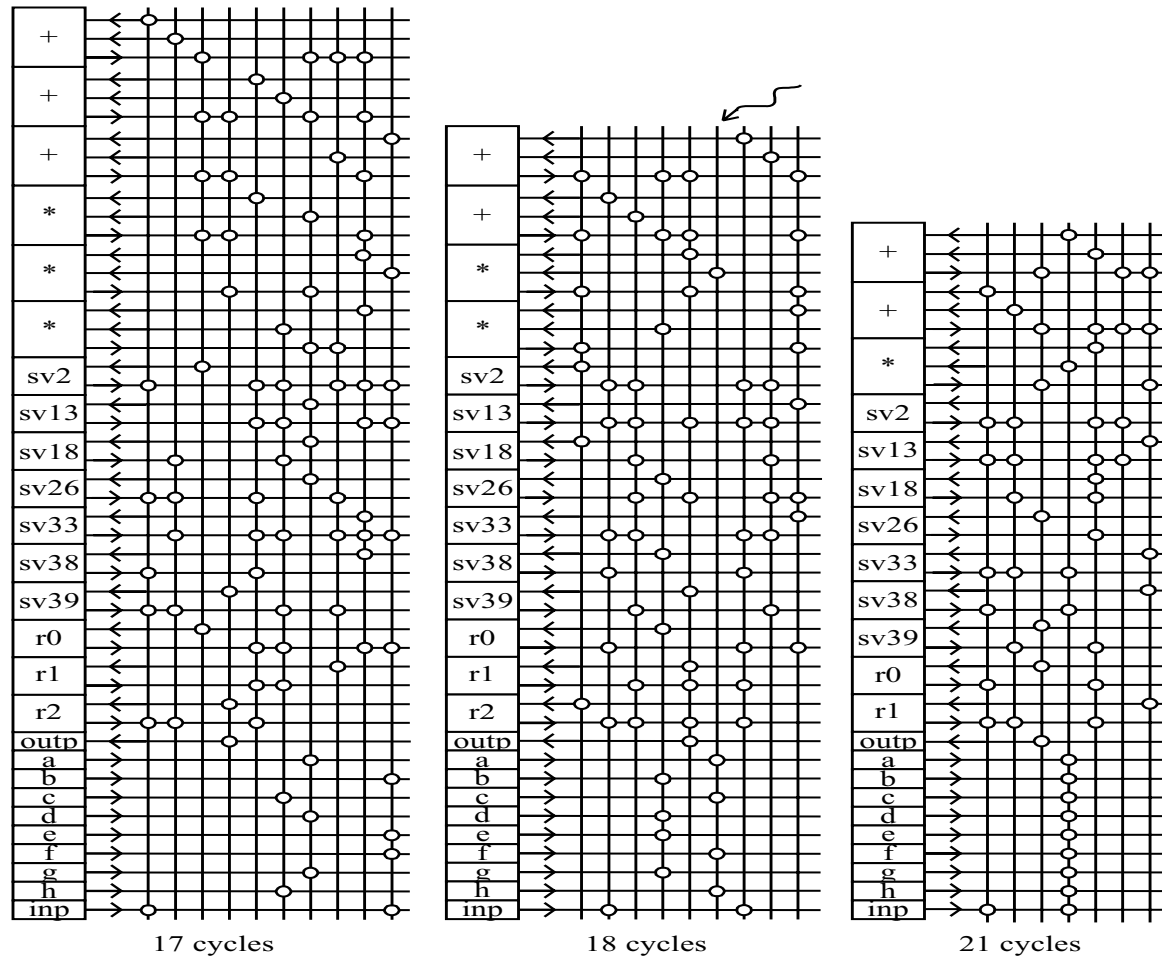 +
+
+
*
*
*
sv2
sv13
sv18
sv26
sv33
sv38
sv39
r0
r1
r2
outp
a
b
c
d
e
f
g
h
inp
17 cycles
+
+
*
*
sv2
sv13
sv18
sv26
sv33
sv38
sv39
r0
r1
r2
outp
a
b
c
d
e
f
g
h
inp
18 cycles
+
+
*
sv2
sv13
sv18
sv26
sv33
sv38
sv39
r0
r1
outp
a
b
c
d
e
f
g
h
inp
21 cycles